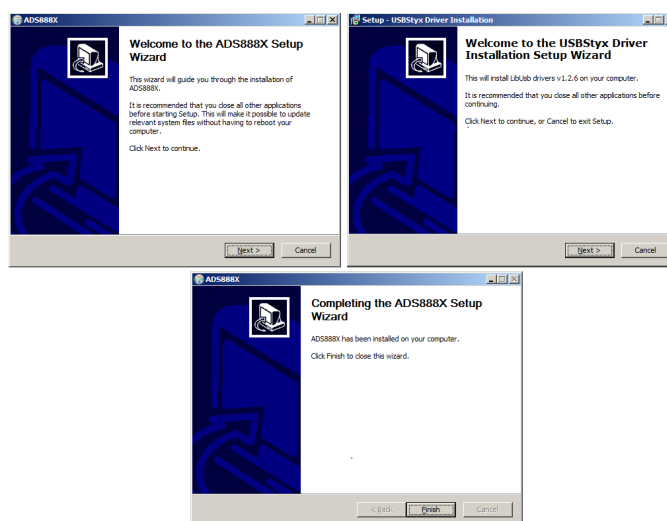 ADS888X
Welcome to the ADS888X Setup
Wizard
This wizard will guide you through the installation of
ADS888X.
It is recommended that you close all other applications
before starting Setup. This will make it possible to update
relevant system files without having to reboot your
computer.
Click Next to continue.
Next >
Cancel
Setup - USBStyx Driver Installation
Welcome to the USBStyx Driver
Installation Setup Wizard
This will install LibUsb drivers v1.2.6 on your computer.
It is recommended that you close all other applications before
continuing.
Click Next to continue, or Cancel to exit Setup.
Next >
Cancel
ADS888X
Completing the ADS888X Setup
Wizard
ADS888X has been installed on your computer.
Click Finish to close this wizard.
< Back
Finish
Cancel